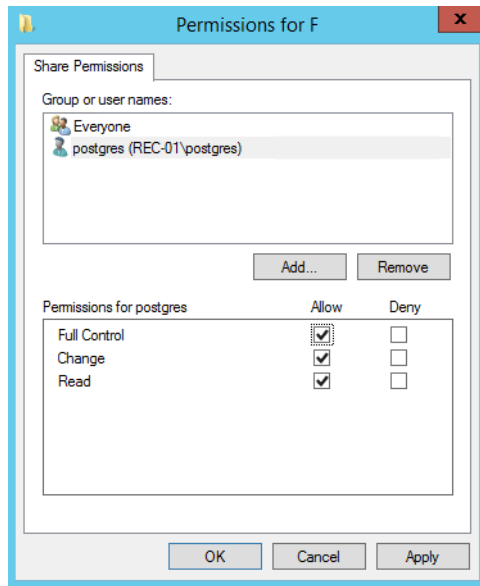 Permissions for F
x
Share Permissions
Group or user names:
Everyone
postgres (REC-01\postgres)
Add... Remove
Permissions for postgres Allow Deny
Full Control
Change
Read
OK Cancel Apply